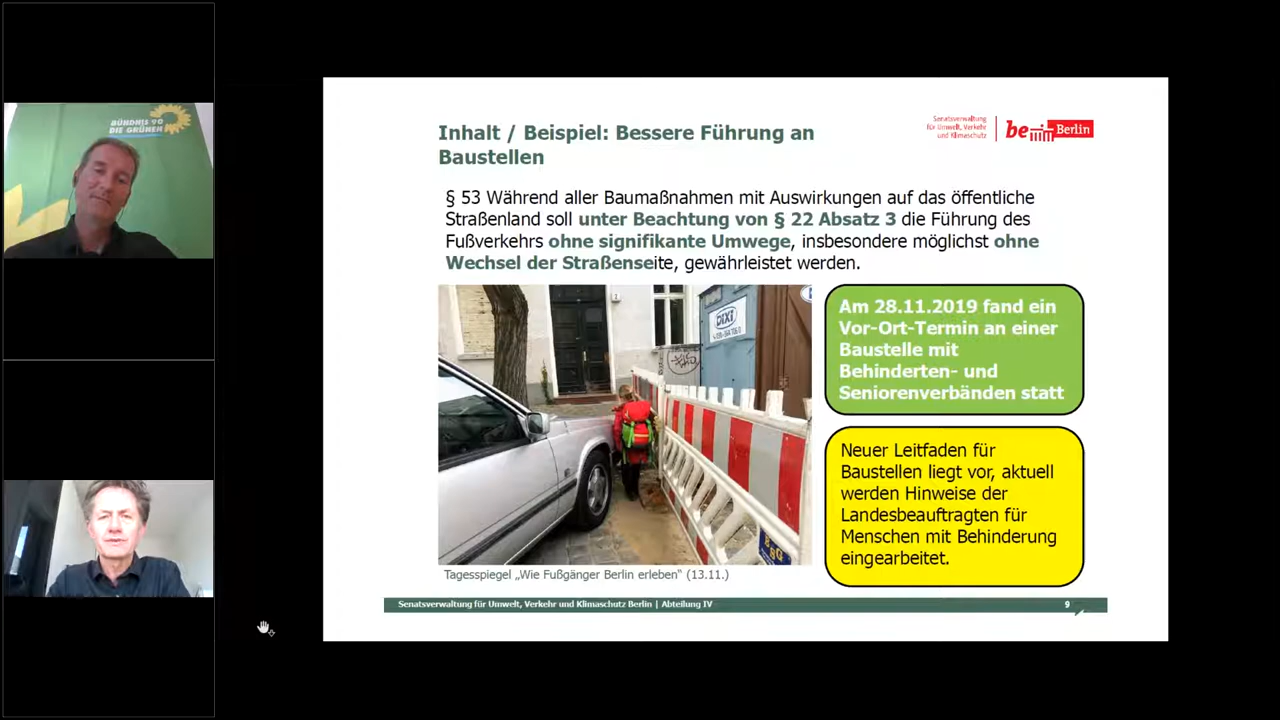 BÜNDNIS 90
DIE GRÜNEN
Inhalt / Beispiel: Bessere Führung an
Baustellen
Senatsverwaltung
für Umwelt, Verkehr
und Klimaschutz
be Berlin
§ 53 Während aller Baumaßnahmen mit Auswirkungen auf das öffentliche
Straßenland soll unter Beachtung von § 22 Absatz 3 die Führung des
Fußverkehrs ohne signifikante Umwege, insbesondere möglichst ohne
Wechsel der Straßenseite, gewährleistet werden.
DIXI
Am 28.11.2019 fand ein
Vor-Ort-Termin an einer
Baustelle mit
Behinderten- und
Seniorenverbänden statt
Neuer Leitfaden für
Baustellen liegt vor, aktuell
werden Hinweise der
Landesbeauftragten für
Menschen mit Behinderung
eingearbeitet.
Tagesspiegel „Wie Fußgänger Berlin erleben“ (13.11.)
Senatsverwaltung für Umwelt, Verkehr und Klimaschutz Berlin | Abteilung IV
9